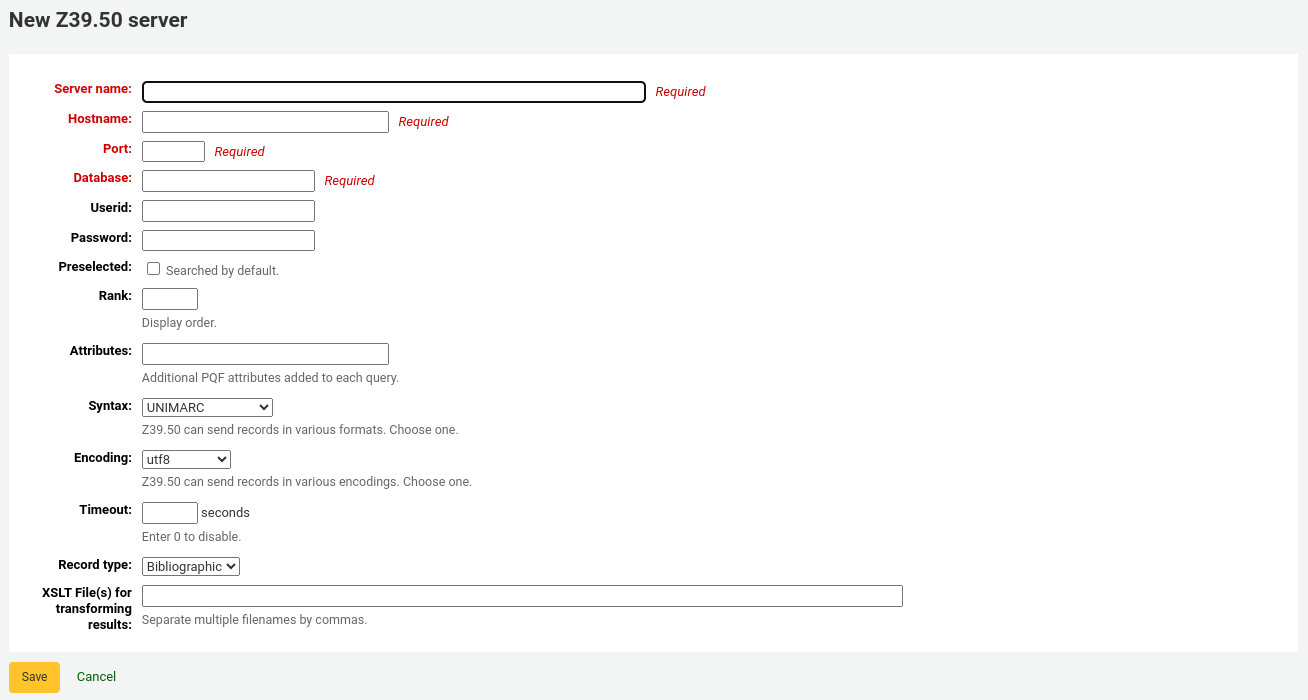 New Z39.50 server
Server name: Required
Hostname: Required
Port: Required
Database: Required
Userid:
Password:
Preselected: Searched by default.
Rank:
Display order.
Attributes:
Additional PQF attributes added to each query.
Syntax: UNIMARC
Z39.50 can send records in various formats. Choose one.
Encoding: utf8
Z39.50 can send records in various encodings. Choose one.
Timeout: seconds
Enter 0 to disable.
Record type: Bibliographic
XSLT File(s) for
transforming
results:
Separate multiple filenames by commas.
Save Cancel